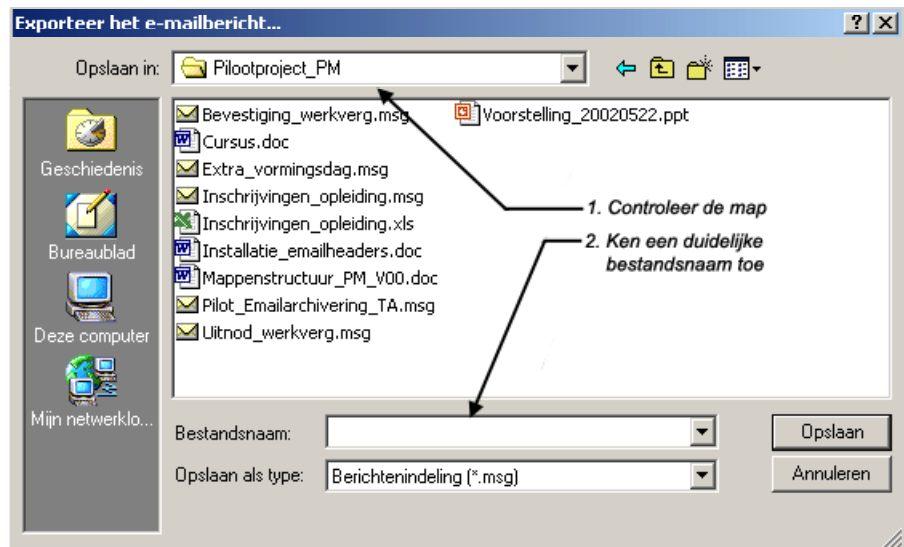 Exporteer het e-mailbericht...
Opslaan in:
Pilootproject_PM
Geschiedenis
Bureaublad
Deze computer
Mijn netwerklo...
Bevestiging_werkverg.msg
Cursus.doc
Extra_vormingsdag.msg
Inschrijvingen_opleiding.msg
Inschrijvingen_opleiding.xls
Installatie_emailheaders.doc
Mappenstructuur_PM_V00.doc
Pilot_Emailarchivering_TA.msg
Uitnod_werkverg.msg
Voorstelling_20020522.ppt
1. Controleer de map
2. Ken een duidelijke
bestandsnaam toe
Bestandsnaam:
Opslaan
Opslaan als type:
Berichtenindeling (*.msg)
Annuleren